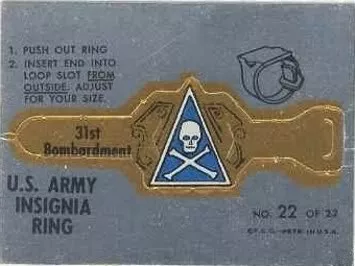 1. PUSH OUT RING
2. INSERT END INTO
LOOP SLOT FROM
OUTSIDE. ADJUST
FOR YOUR SIZE.
31st
Bombardment
U.S. ARMY
INSIGNIA
RING
NO. 22 OF 33